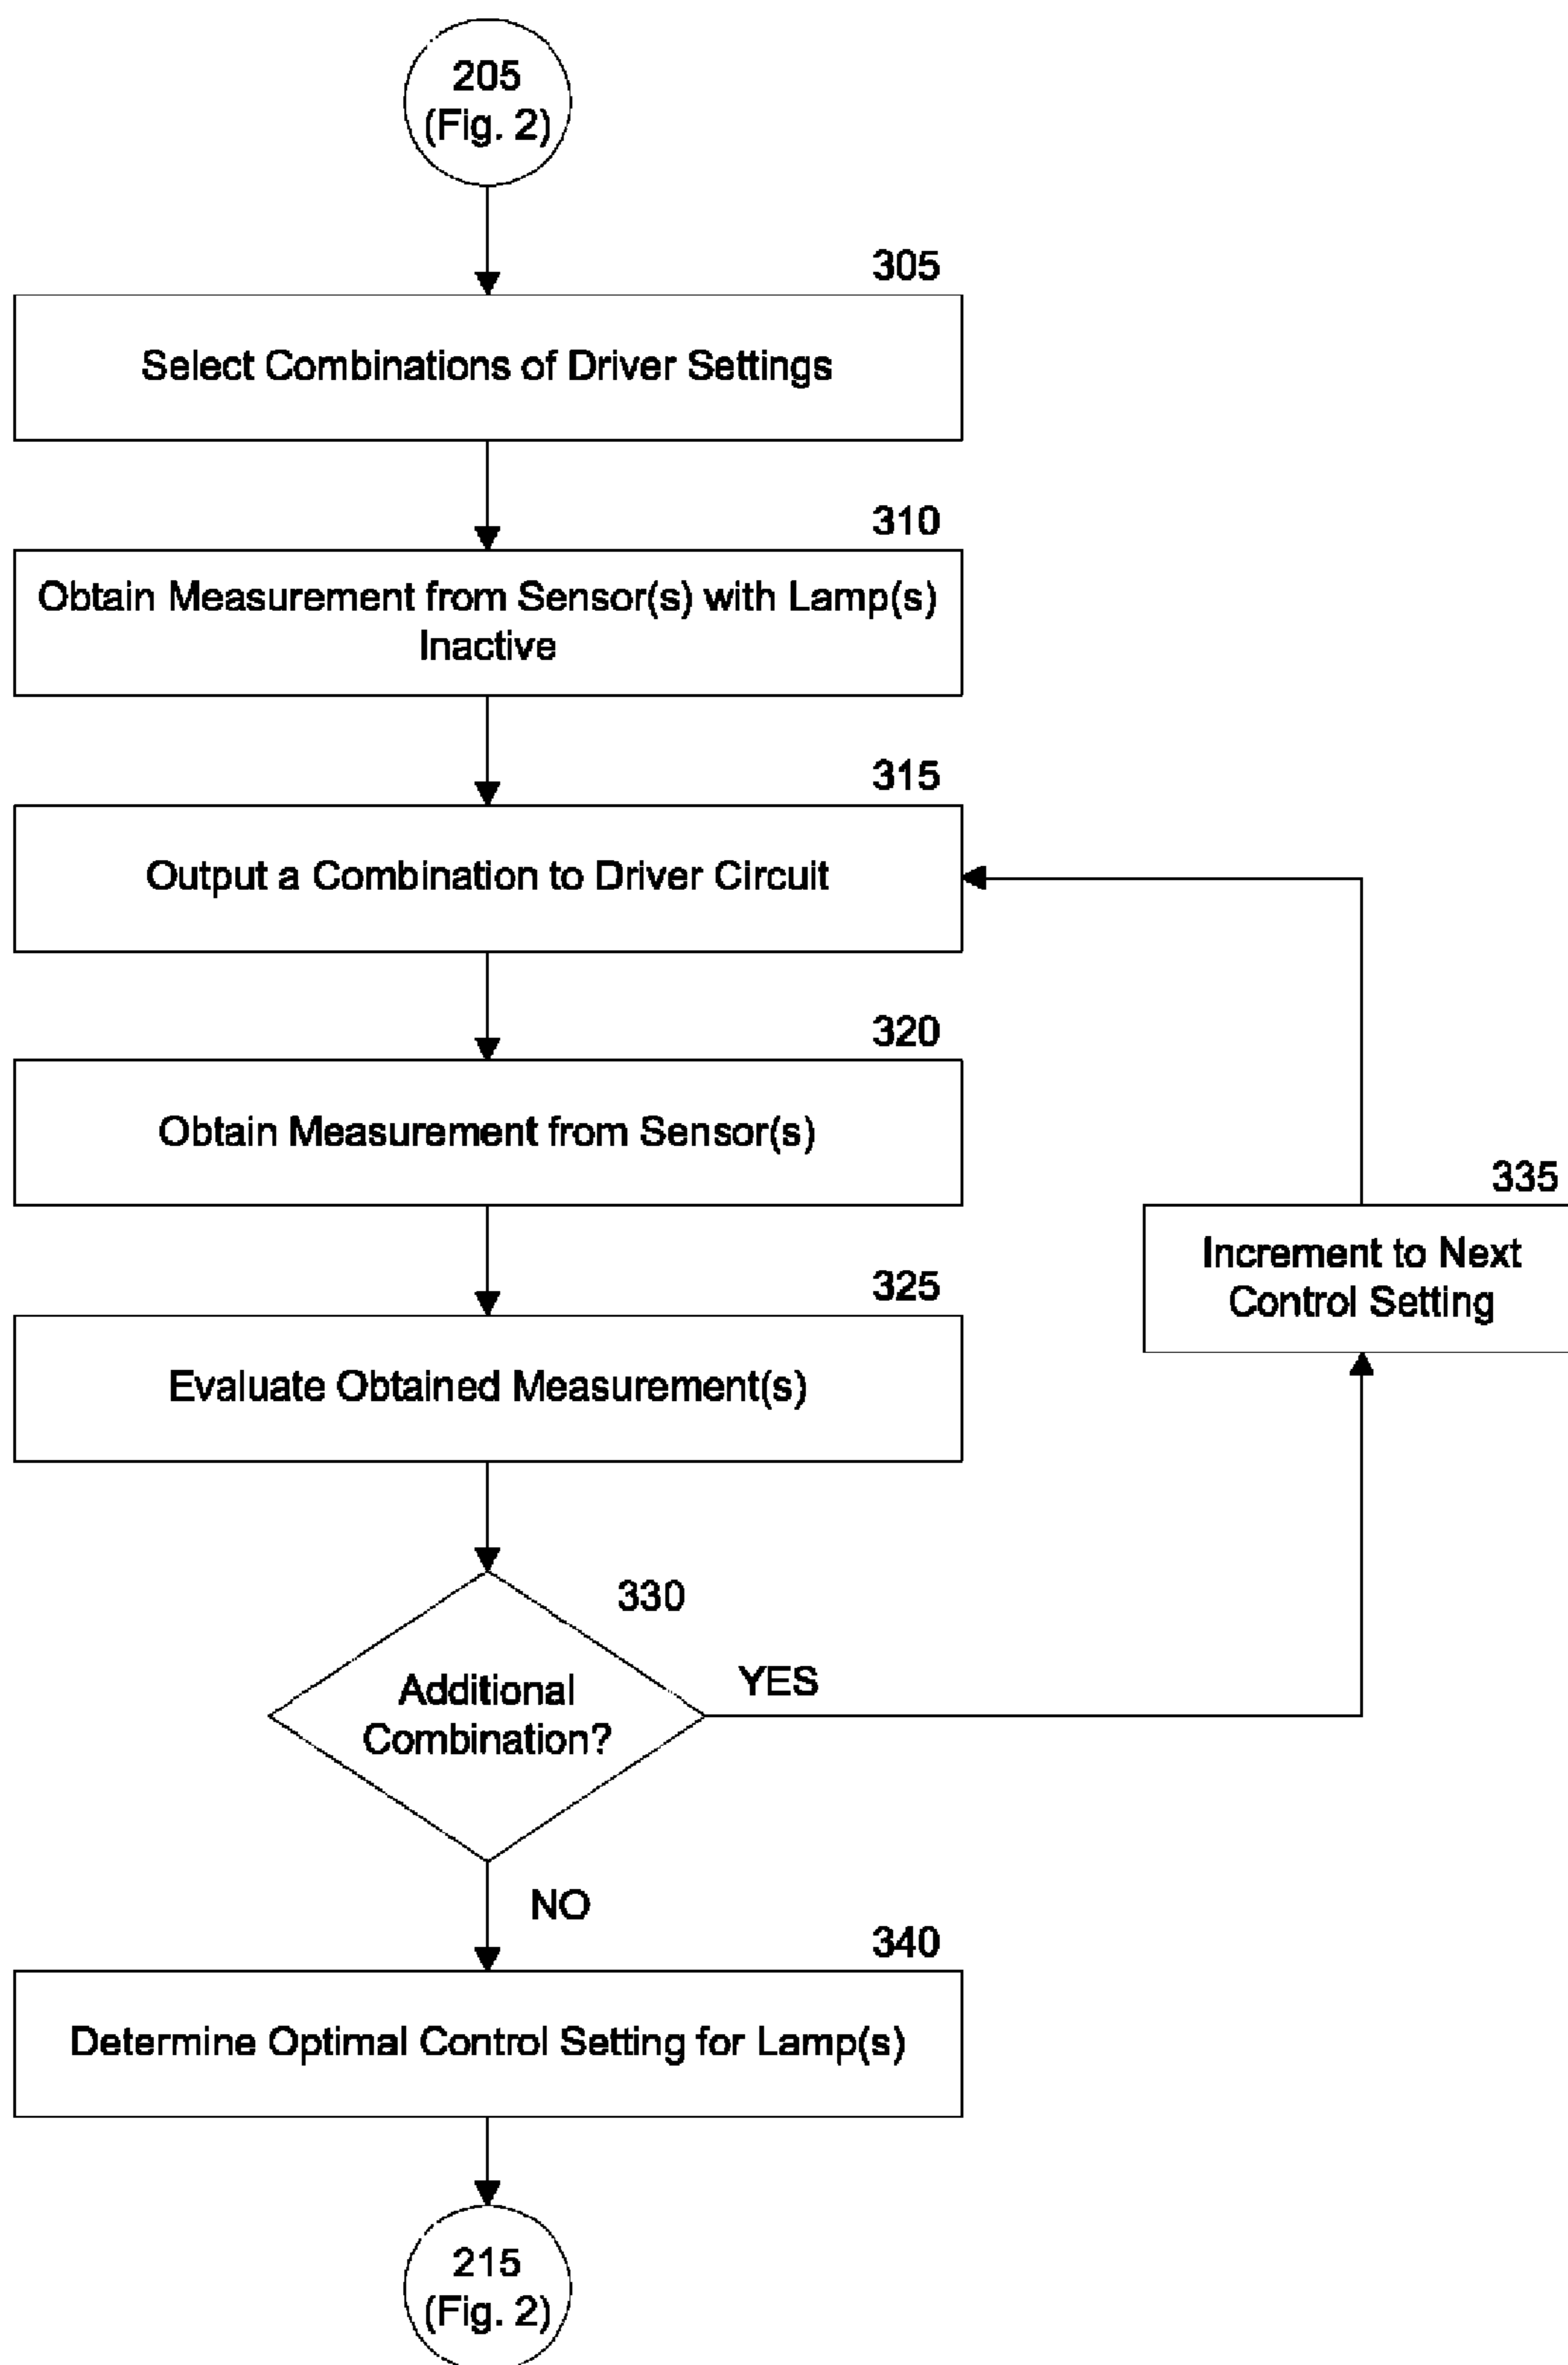 205
(Fig. 2)
305
Select Combinations of Driver Settings
310
Obtain Measurement from Sensor(s) with Lamp(s)
Inactive
315
Output a Combination to Driver Circuit
320
Obtain Measurement from Sensor(s)
335
Increment to Next
Control Setting
325
Evaluate Obtained Measurement(s)
330
Additional
Combination?
YES
NO
340
Determine Optimal Control Setting for Lamp(s)
215
(Fig. 2)